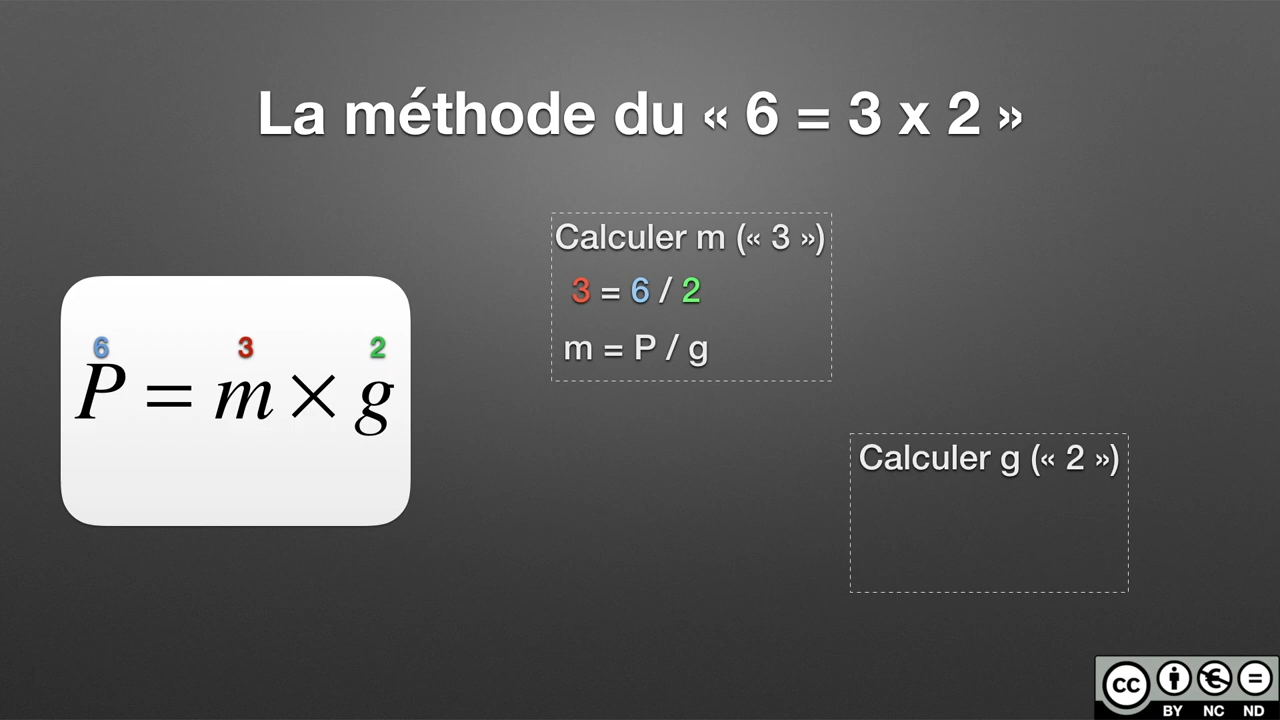 La méthode du « 6 = 3 x 2 »
Calculer m (« 3 »)
3 = 6 / 2
m = P / g
6 3 2
P = m × g
Calculer g (« 2 »)
cc
BY NC ND